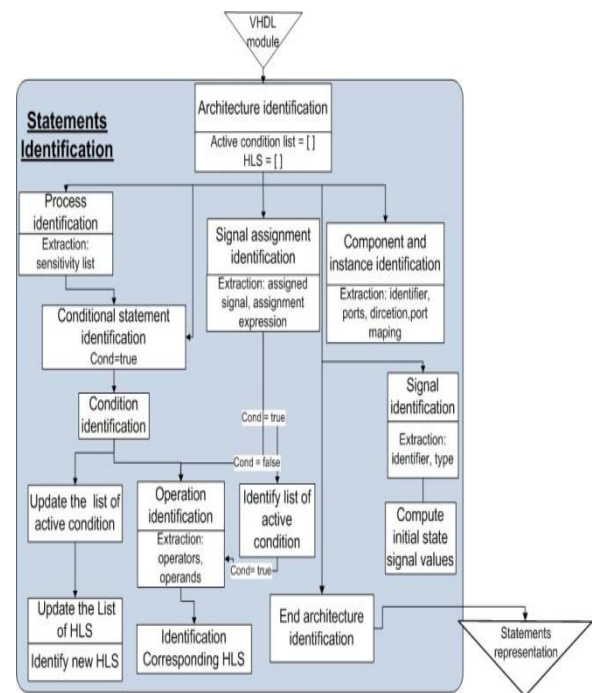 VHDL
module
Statements
Identification
Architecture identification
Active condition list = [ ]
HLS = [ ]
Process
identification
Extraction:
sensitivity list
Signal assignment
identification
Extraction: assigned
signal, assignment
expression
Component and
instance identification
Extraction: identifier,
ports, dircetion,port
maping
Conditional statement
identification
Cond=true
Condition
identification
Signal
identification
Extraction:
identifier, type
Cond = true
Cond = false
Update the list of
active condition
Operation
identification
Extraction:
operators,
operands
Identify list of
active
condition
Cond= true
Compute
initial state
signal values
Update the List
of HLS
Identify new HLS
Identification
Corresponding HLS
End architecture
identification
Statements
representation